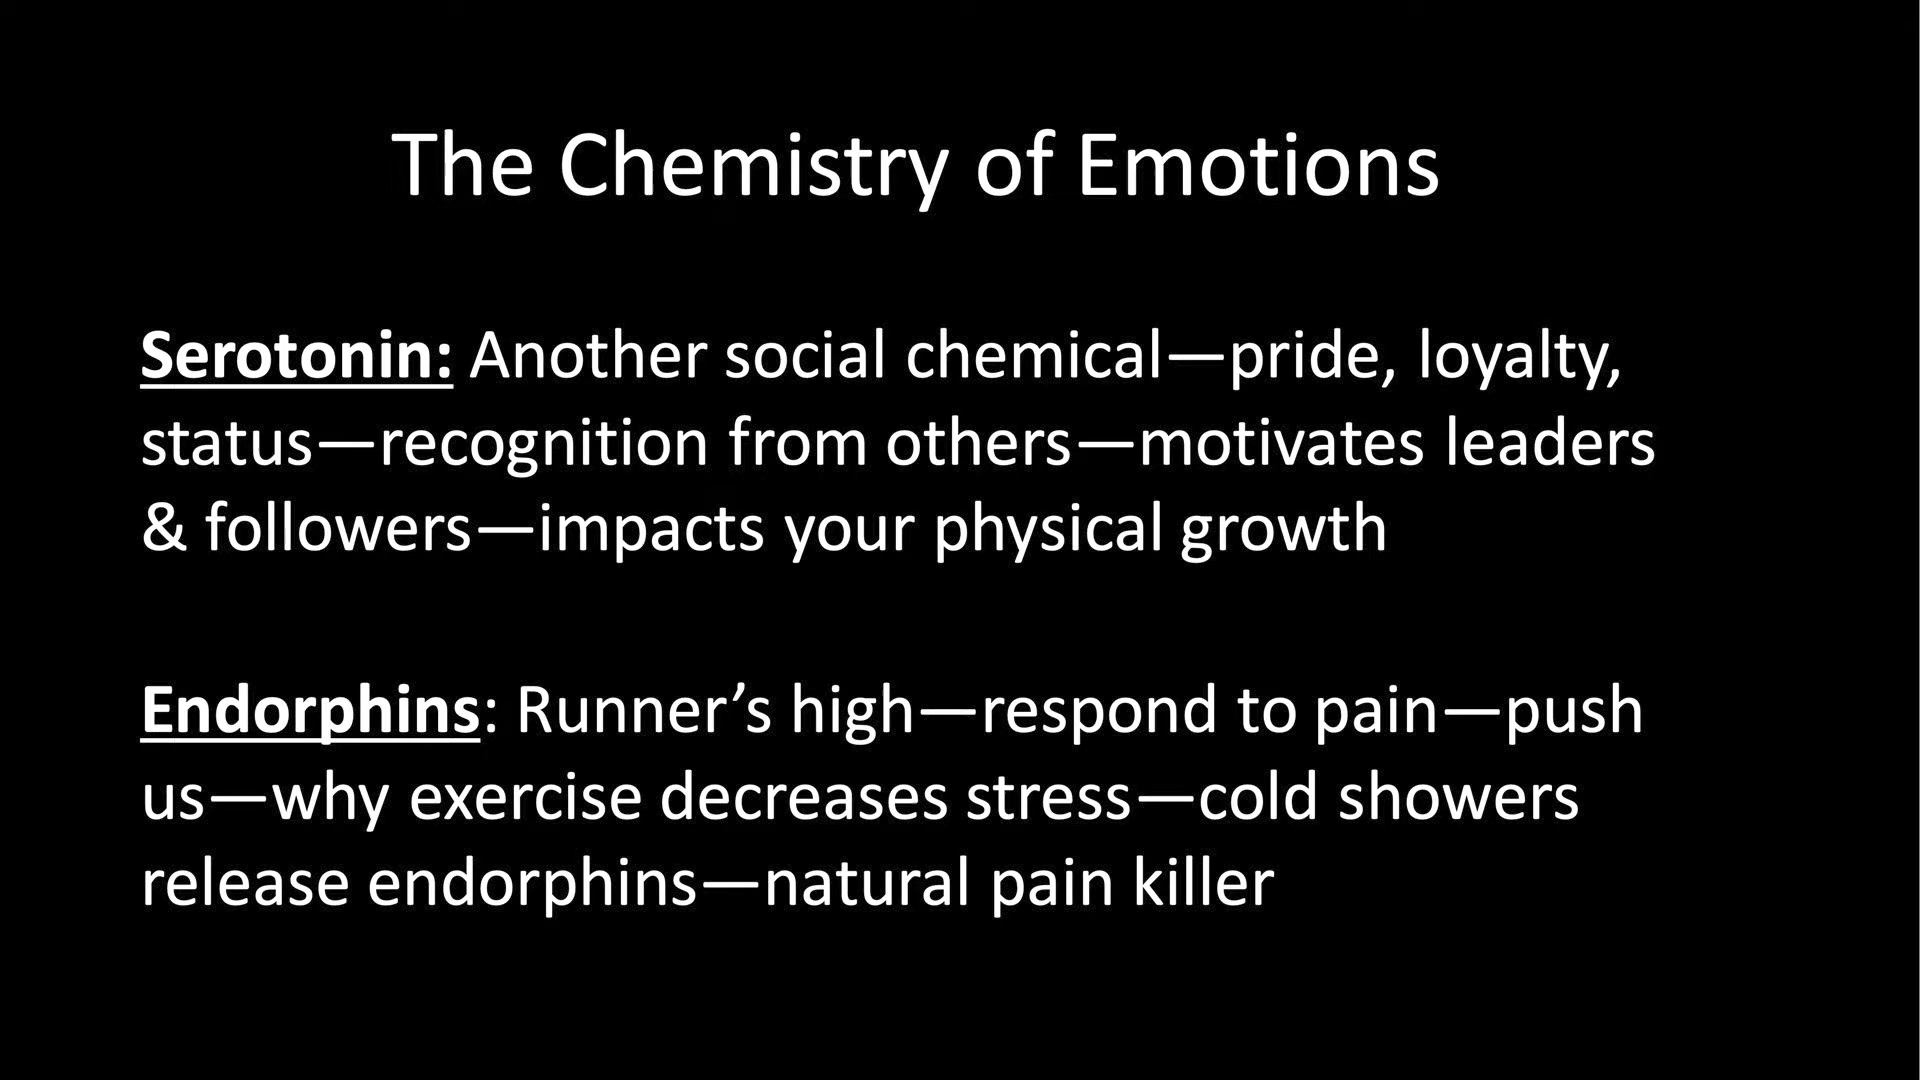 The Chemistry of Emotions
Serotonin: Another social chemical—pride, loyalty,
status—recognition from others—motivates leaders
& followers—impacts your physical growth
Endorphins: Runner’s high—respond to pain—push
us—why exercise decreases stress—cold showers
release endorphins—natural pain killer